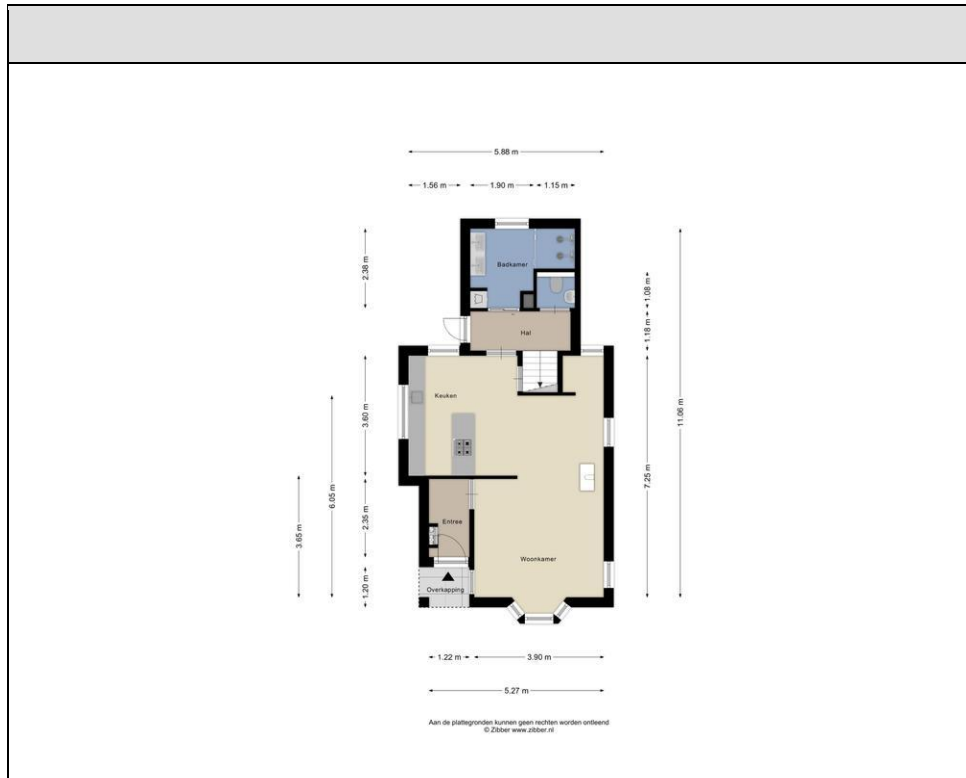 5.88 m
1.56 m 1.90 m 1.15 m
2.38 m
Badkamer
1.08 m
1.18 m
Hal
11.06 m
Keuken
3.60 m
6.05 m
7.25 m
3.65 m
2.35 m
Entree
Woonkamer
1.20 m
Overkapping
1.22 m 3.90 m
5.27 m
Aan de plattegronden kunnen geen rechten worden ontleend
© Zibber www.zibber.nl